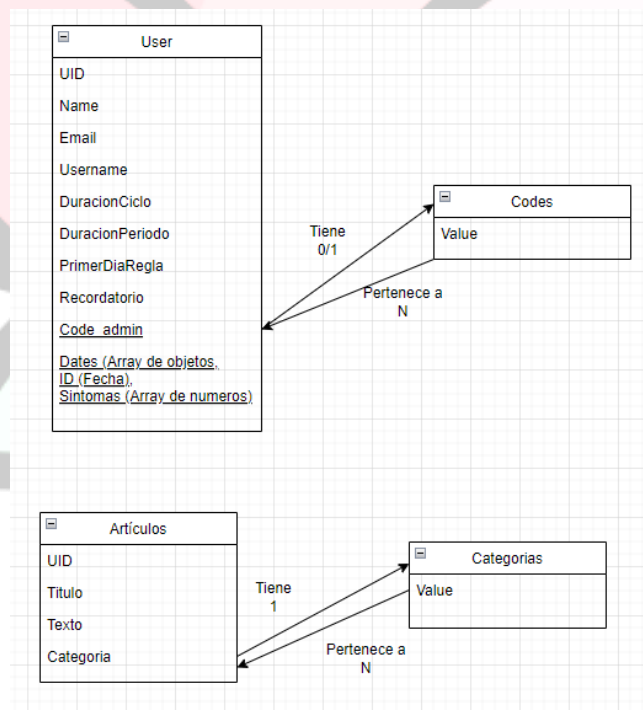 User
UID
Name
Email
Username
DuracionCiclo
DuracionPeriodo
PrimerDiaRegla
Recordatorio
Code_admin
Dates (Array de objetos,
ID (Fecha),
Sintomas (Array de numeros)
Tiene
0/1
Pertenece a
N
Codes
Value
Artículos
UID
Titulo
Texto
Categoria
Tiene
1
Pertenece a
N
Categorias
Value